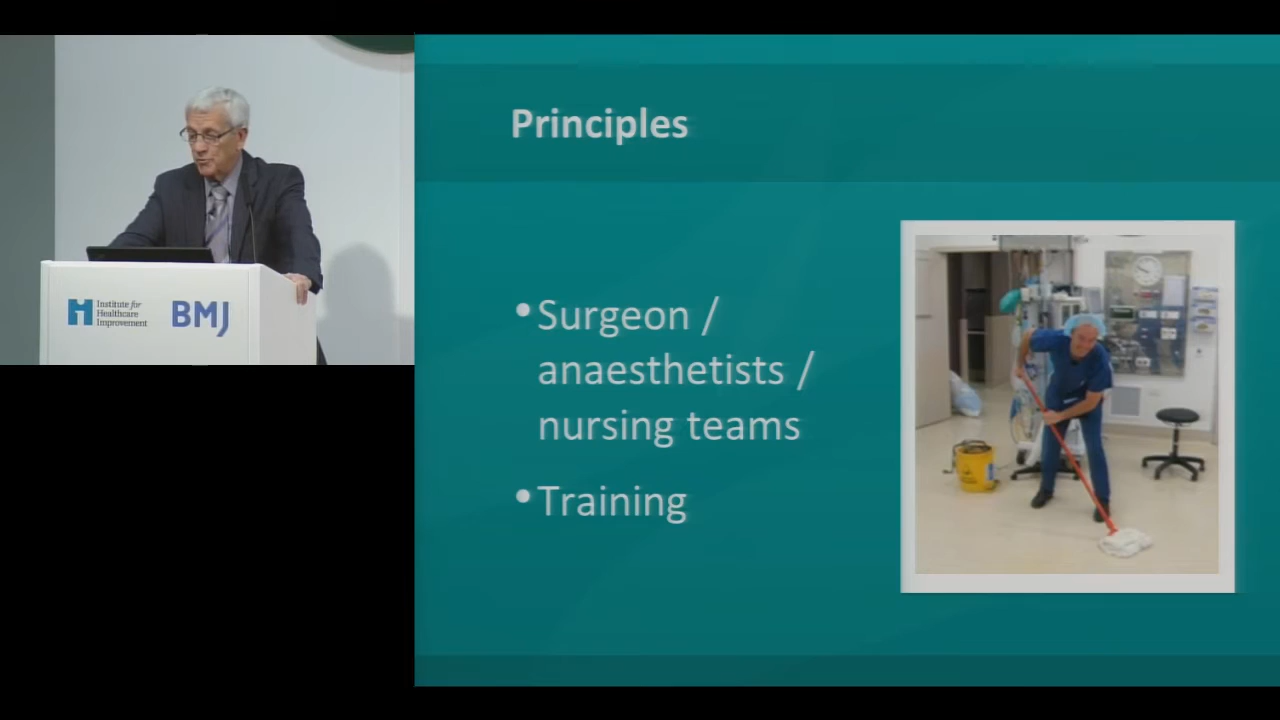 Institute for
Healthcare
Improvement
BMJ
Principles
• Surgeon /
anaesthetists /
nursing teams
• Training